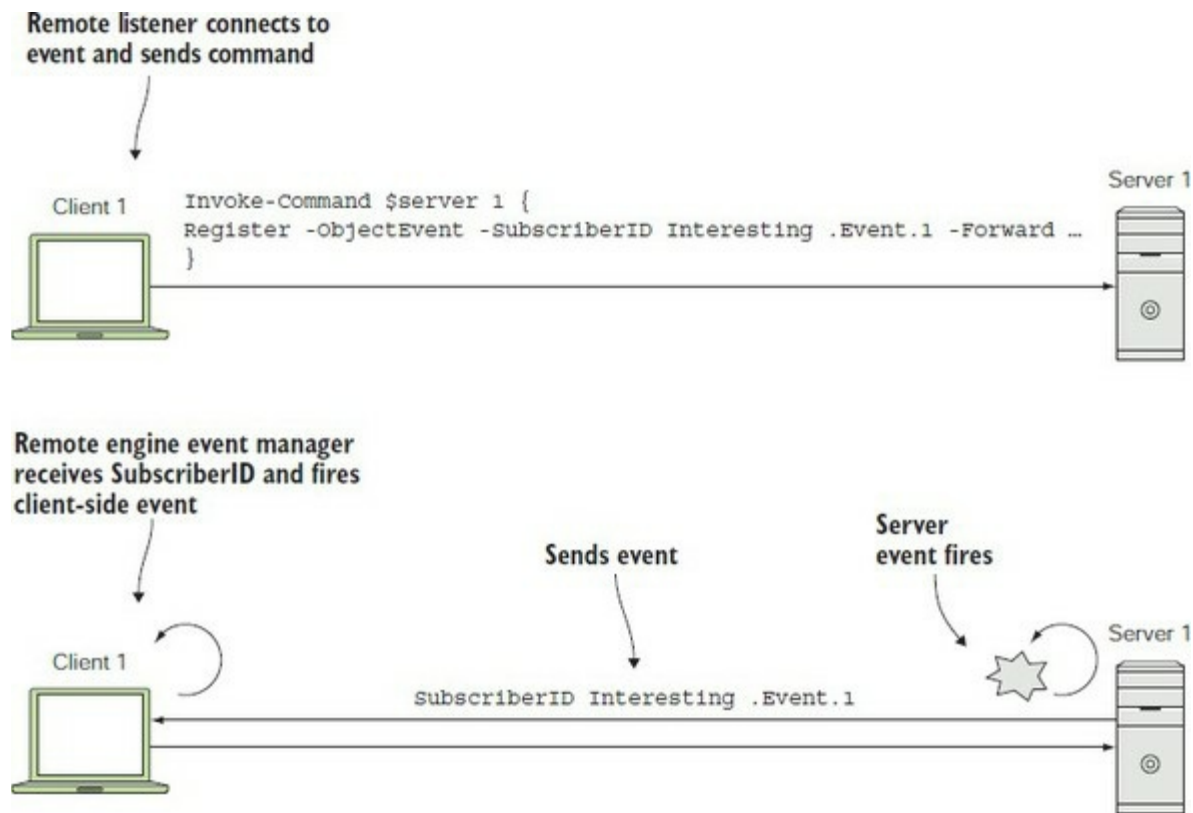 Remote listener connects to
event and sends command
Client 1
Server 1
Invoke-Command $server 1 {
Register -ObjectEvent -SubscriberID Interesting .Event.1 -Forward …
}
Remote engine event manager
receives SubscriberID and fires
client-side event
Sends event
Server
event fires
Client 1
Server 1
SubscriberID Interesting .Event.1